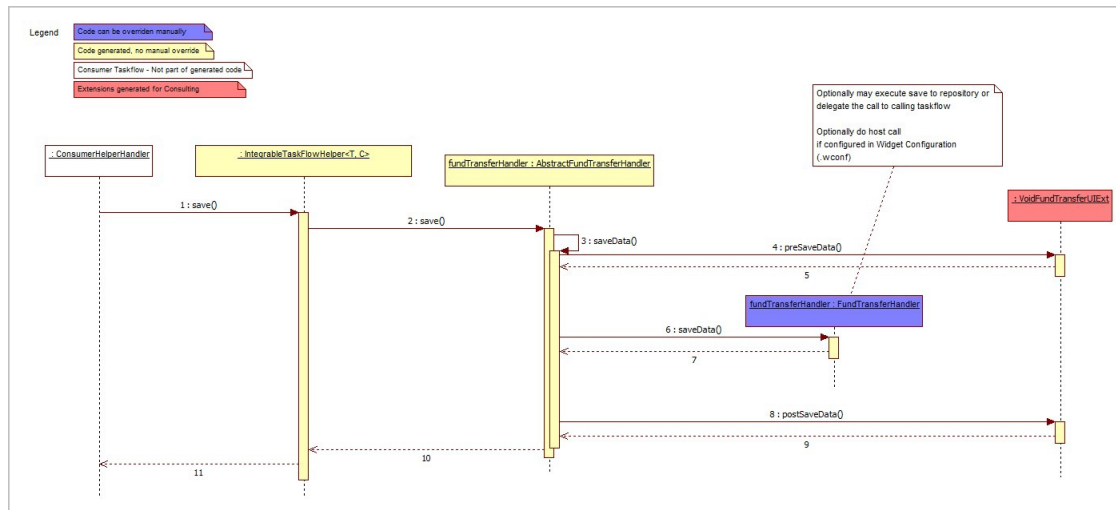 Legend
Code can be overriden manually
Code generated, no manual override
Consumer Taskflow - Not part of generated code
Extensions generated for Consulting
Optionally may execute save to repository or
delegate the call to calling taskflow
Optionally do host call
if configured in Widget Configuration
(.wconf)
: ConsumerHelperHandler
: IntegrableTaskFlowHelper<T, C>
fundTransferHandler : AbstractFundTransferHandler
: VoidFundTransferUIExt
1 : save()
2 : save()
3 : saveData()
4 : preSaveData()
5
fundTransferHandler : FundTransferHandler
6 : saveData()
7
8 : postSaveData()
9
10
11